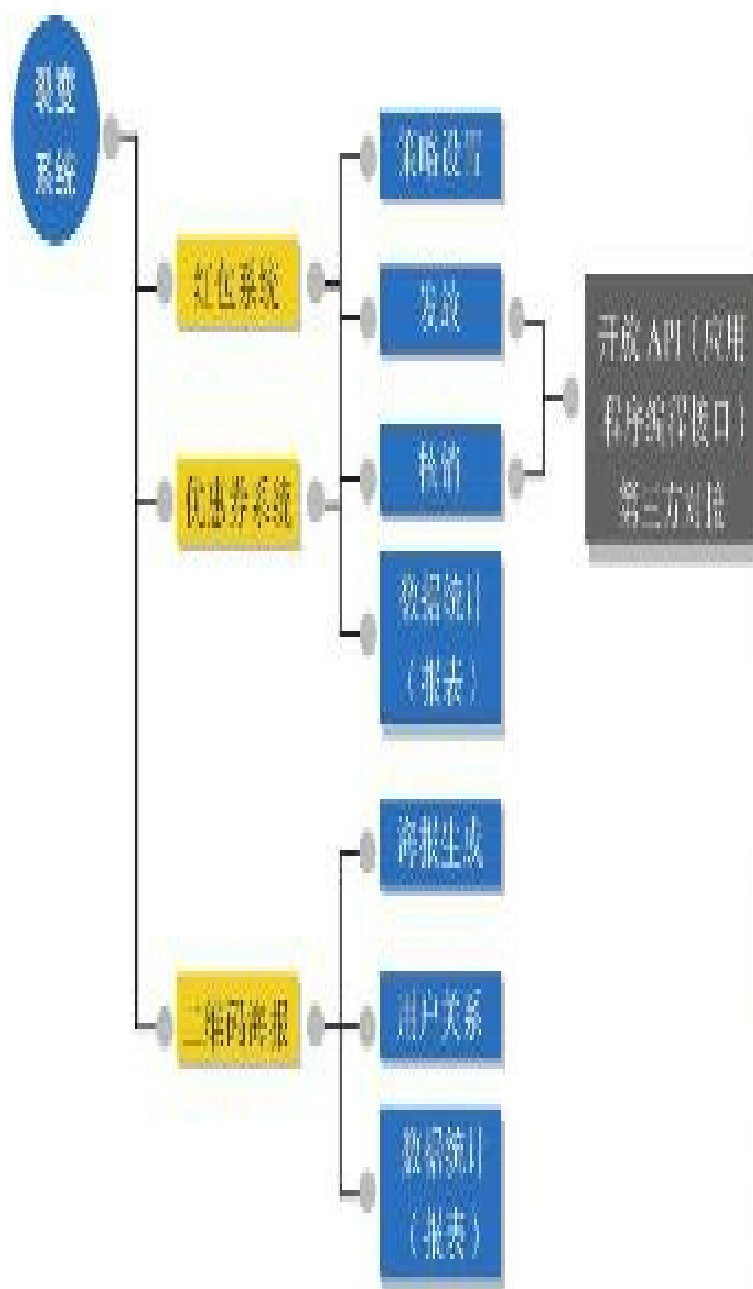 裂变
系统
红包系统
优惠券系统
二维码海报
策略设置
发放
核销
数据统计
（报表）
海报生成
用户关系
数据统计
（报表）
开放 API（应用
程序编程接口）
第三方对接